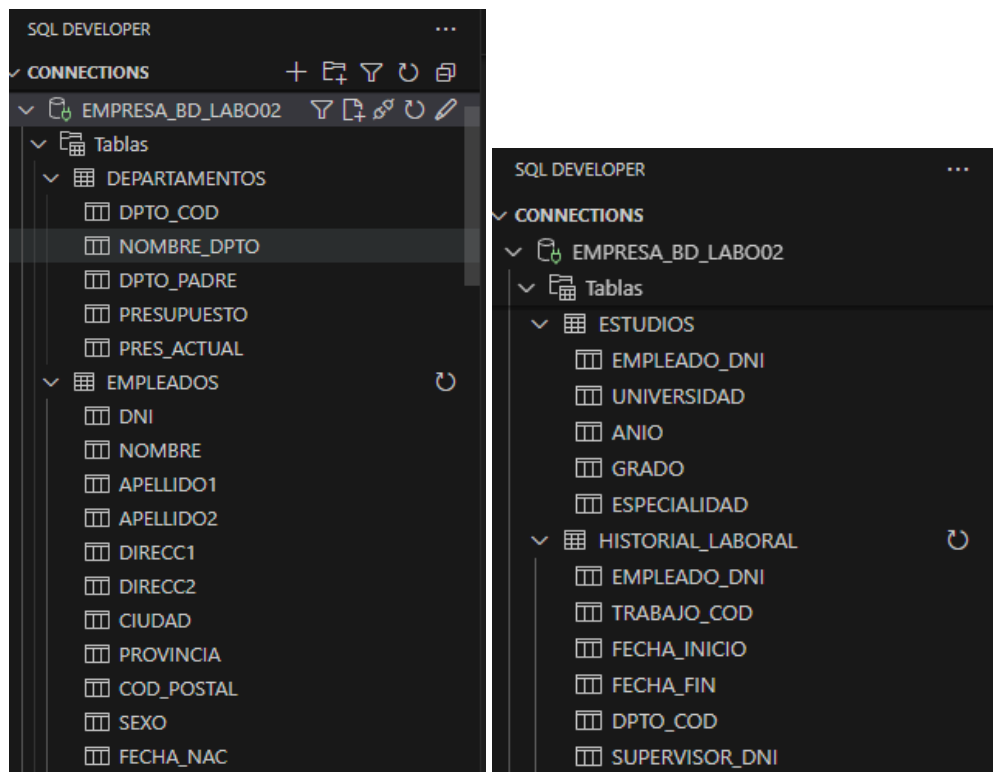 SQL DEVELOPER
CONNECTIONS
EMPRESA_BD_LABO02
Tablas
DEPARTAMENTOS
DPTO_COD
NOMBRE_DPTO
DPTO_PADRE
PRESUPUESTO
PRES_ACTUAL
EMPLEADOS
DNI
NOMBRE
APELLIDO1
APELLIDO2
DIRECC1
DIRECC2
CIUDAD
PROVINCIA
COD_POSTAL
SEXO
FECHA_NAC
SQL DEVELOPER
CONNECTIONS
EMPRESA_BD_LABO02
Tablas
ESTUDIOS
EMPLEADO_DNI
UNIVERSIDAD
ANIO
GRADO
ESPECIALIDAD
HISTORIAL_LABORAL
EMPLEADO_DNI
TRABAJO_COD
FECHA_INICIO
FECHA_FIN
DPTO_COD
SUPERVISOR_DNI